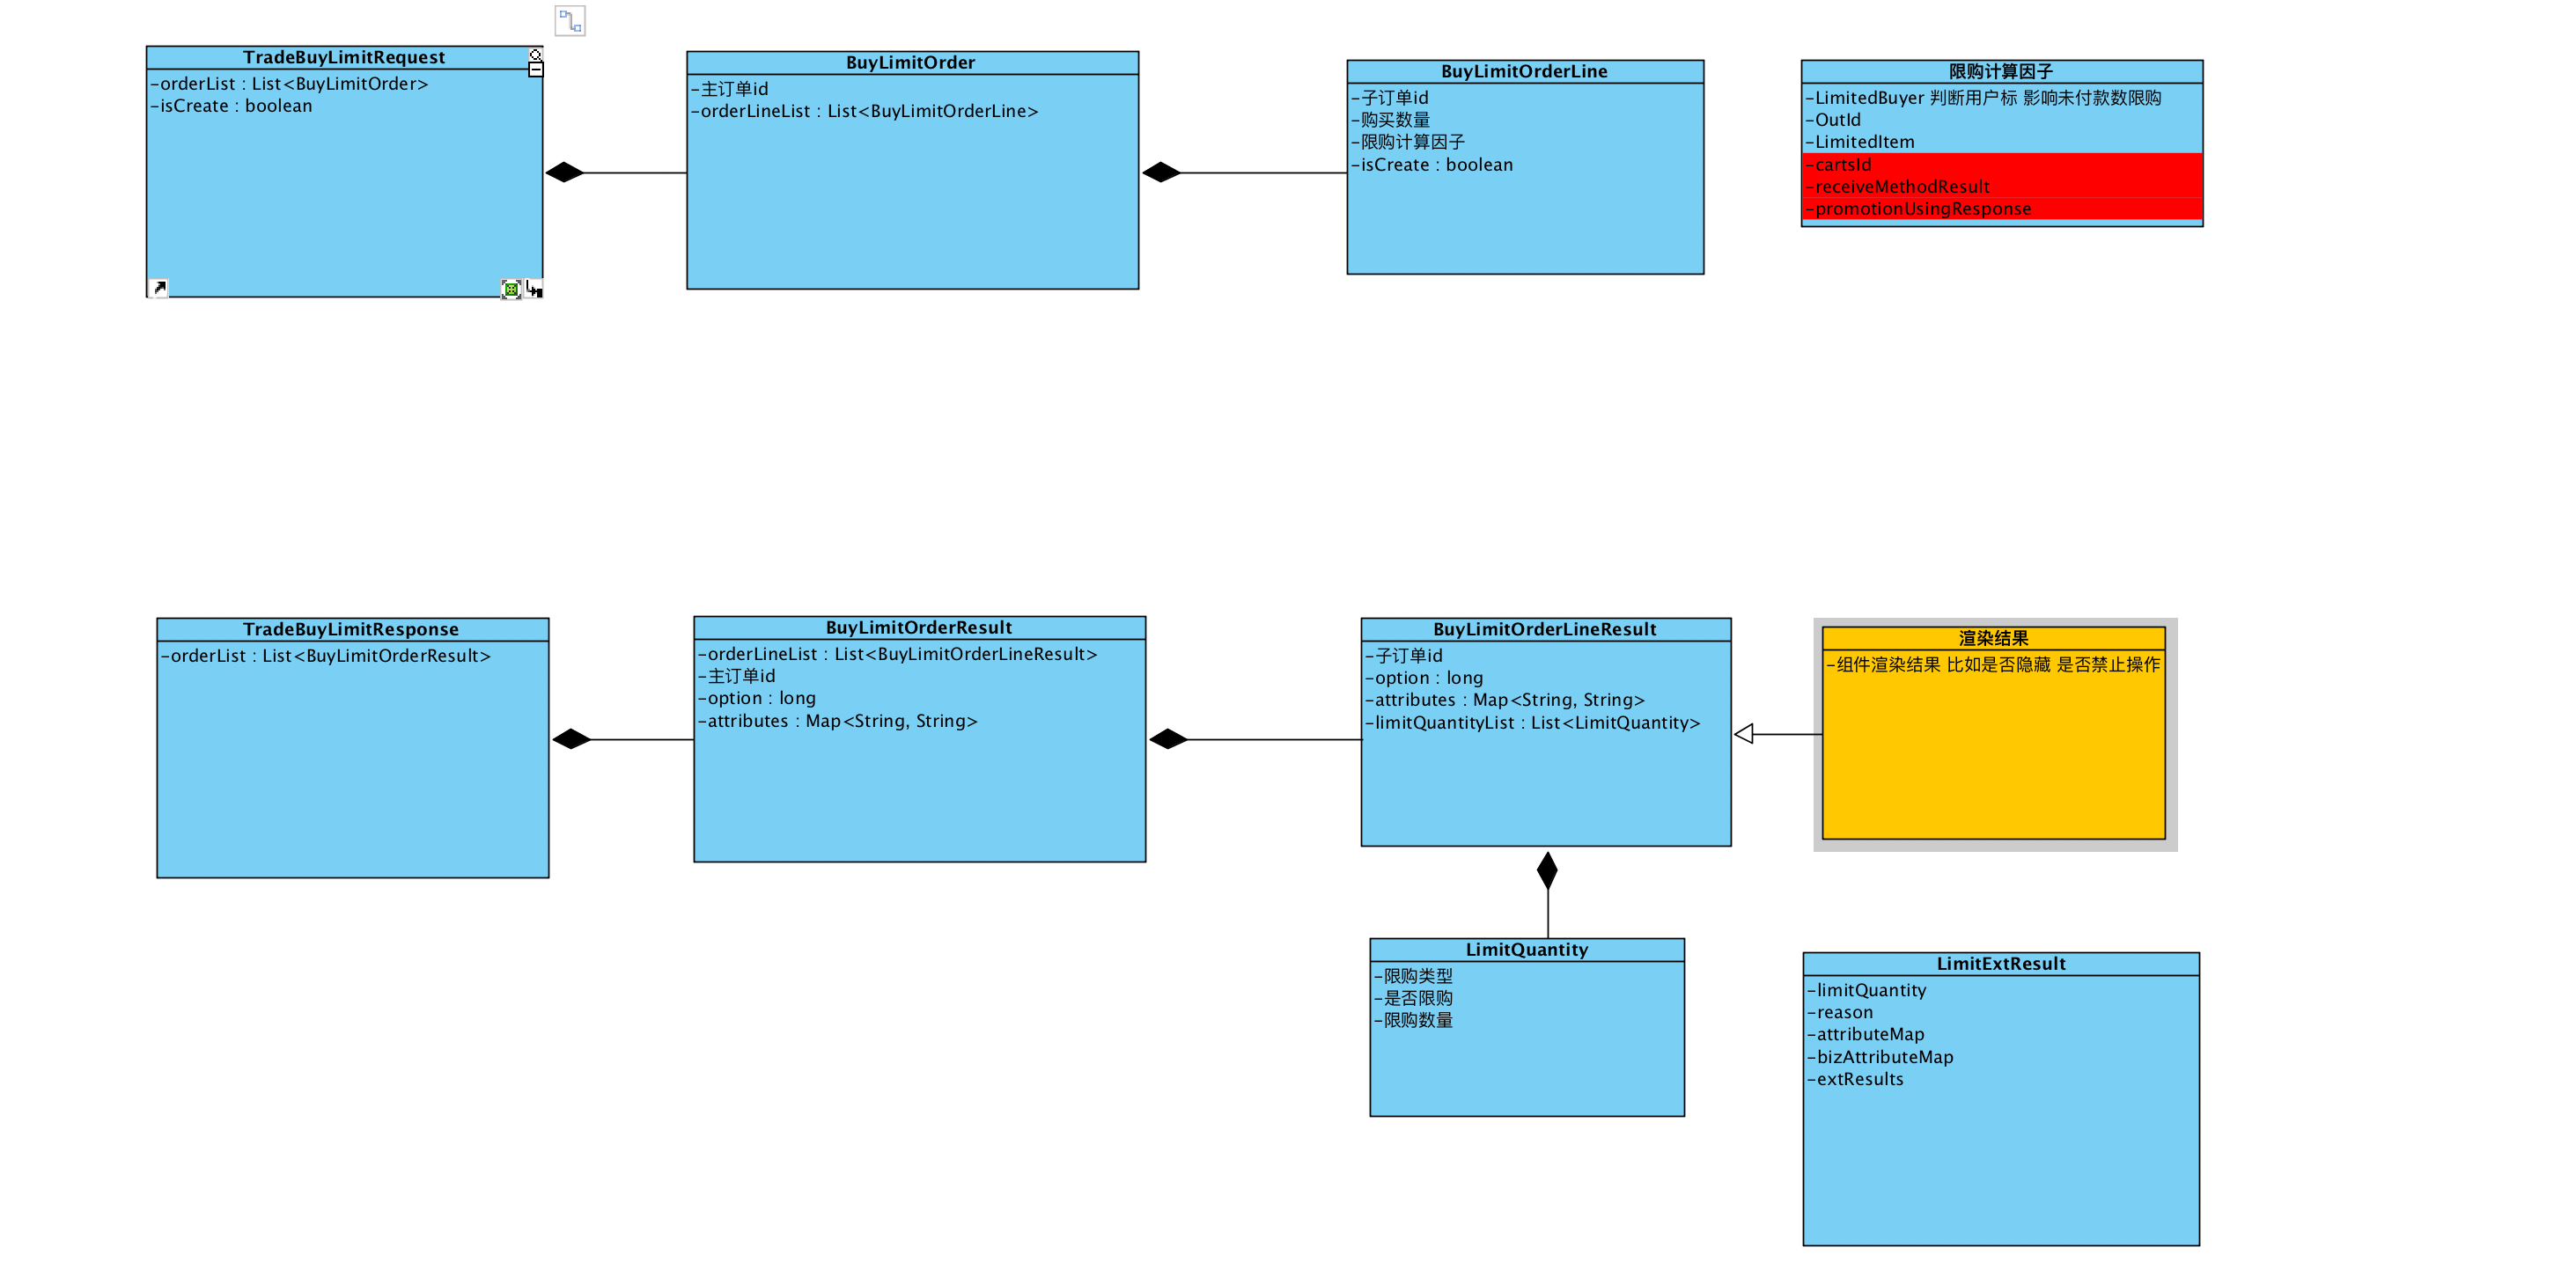 TradeBuyLimitRequest
-orderList : List<BuyLimitOrder>
-isCreate : boolean
BuyLimitOrder
-主订单id
-orderLineList : List<BuyLimitOrderLine>
BuyLimitOrderLine
-子订单id
-购买数量
-限购计算因子
-isCreate : boolean
限购计算因子
-LimitedBuyer 判断用户标 影响未付款数限购
-OutId
-LimitedItem
-cartsId
-receiveMethodResult
-promotionUsingResponse
TradeBuyLimitResponse
-orderList : List<BuyLimitOrderResult>
BuyLimitOrderResult
-orderLineList : List<BuyLimitOrderLineResult>
-主订单id
-option : long
-attributes : Map<String, String>
BuyLimitOrderLineResult
-子订单id
-option : long
-attributes : Map<String, String>
-limitQuantityList : List<LimitQuantity>
渲染结果
-组件渲染结果 比如是否隐藏 是否禁止操作
LimitQuantity
-限购类型
-是否限购
-限购数量
LimitExtResult
-limitQuantity
-reason
-attributeMap
-bizAttributeMap
-extResults